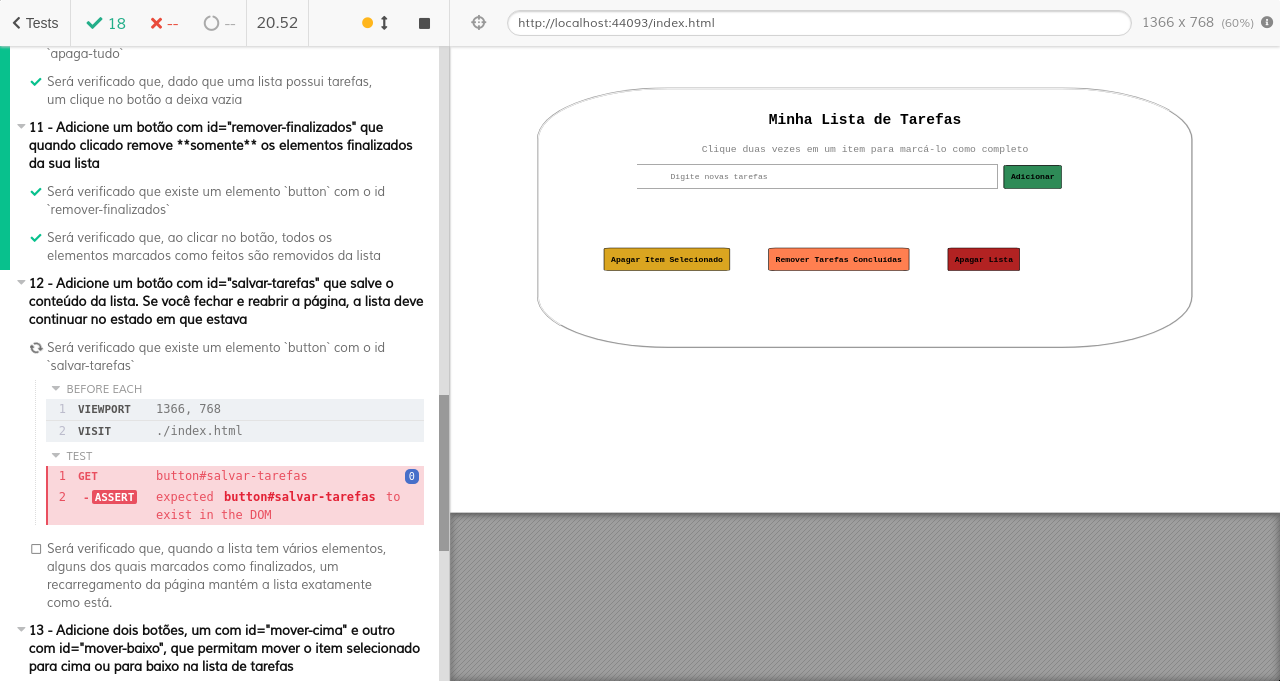 Tests 18 -- -- 20.52
http://localhost:44093/index.html 1366 x 768 (60%)
`apaga-tudo`
Será verificado que, dado que uma lista possui tarefas,
um clique no botão a deixa vazia
11 - Adicione um botão com id="remover-finalizados" que
quando clicado remove **somente** os elementos finalizados
da sua lista
Será verificado que existe um elemento `button` com o id
`remover-finalizados`
Será verificado que, ao clicar no botão, todos os
elementos marcados como feitos são removidos da lista
12 - Adicione um botão com id="salvar-tarefas" que salve o
conteúdo da lista. Se você fechar e reabrir a página, a lista deve
continuar no estado em que estava
Será verificado que existe um elemento `button` com o id
`salvar-tarefas`
BEFORE EACH
1 VIEWPORT 1366, 768
2 VISIT ./index.html
TEST
1 GET button#salvar-tarefas 0
2 -ASSERT expected button#salvar-tarefas to
exist in the DOM
Será verificado que, quando a lista tem vários elementos,
alguns dos quais marcados como finalizados, um
recarregamento da página mantém a lista exatamente
como está.
13 - Adicione dois botões, um com id="mover-cima" e outro
com id="mover-baixo", que permitam mover o item selecionado
para cima ou para baixo na lista de tarefas
Minha Lista de Tarefas
Clique duas vezes em um item para marcá-lo como completo
Digite novas tarefas Adicionar
Apagar Item Selecionado Remover Tarefas Concluídas Apagar Lista